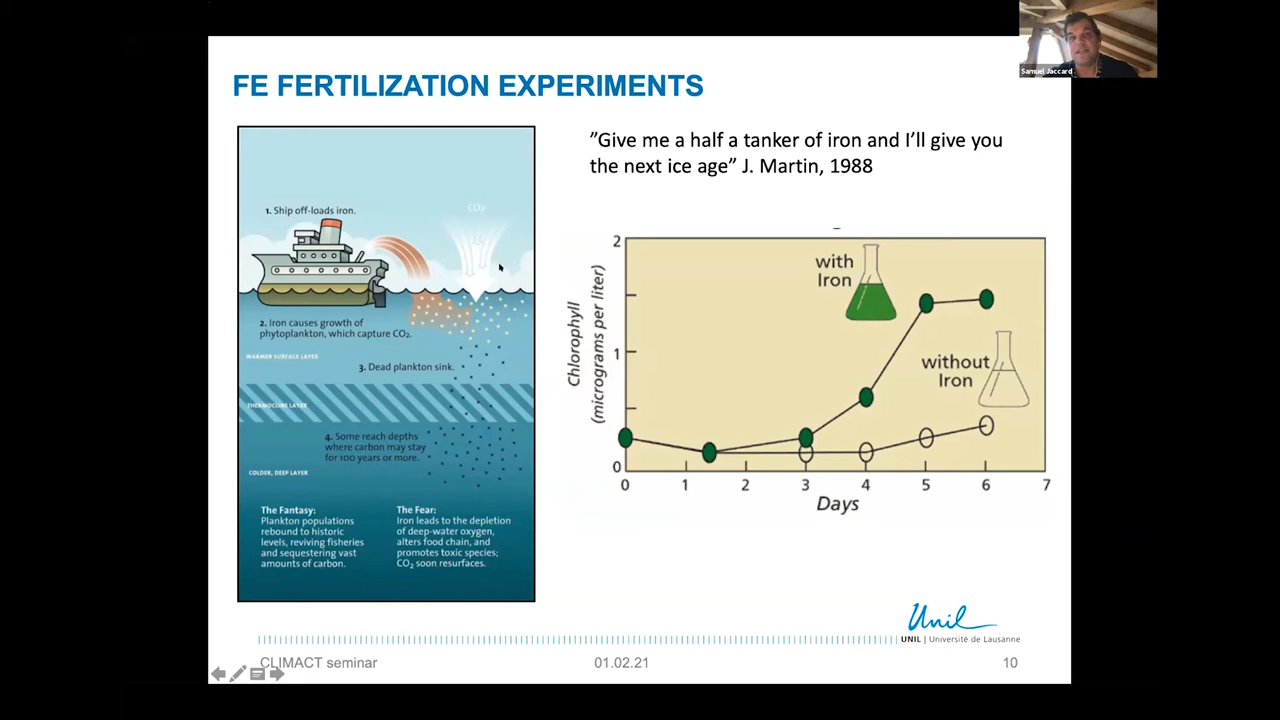 Samuel Jaccard
FE FERTILIZATION EXPERIMENTS
”Give me a half a tanker of iron and I’ll give you
the next ice age” J. Martin, 1988
1. Ship off-loads iron.
CO₂
2. Iron causes growth of
phytoplankton, which capture CO₂.
WARMER SURFACE LAYER
3. Dead plankton sink.
THERMOCLINE LAYER
4. Some reach depths
where carbon may stay
for 100 years or more.
COLDER, DEEP LAYER
The Fantasy:
Plankton populations
rebound to historic
levels, reviving fisheries
and sequestering vast
amounts of carbon.
The Fear:
Iron leads to the depletion
of deep-water oxygen,
alters food chain, and
promotes toxic species;
CO₂ soon resurfaces.
Chlorophyll
(micrograms per liter)
2
1
0
with
Iron
without
Iron
0 1 2 3 4 5 6 7
Days
Unil
UNIL | Université de Lausanne
CLIMACT seminar
01.02.21
10